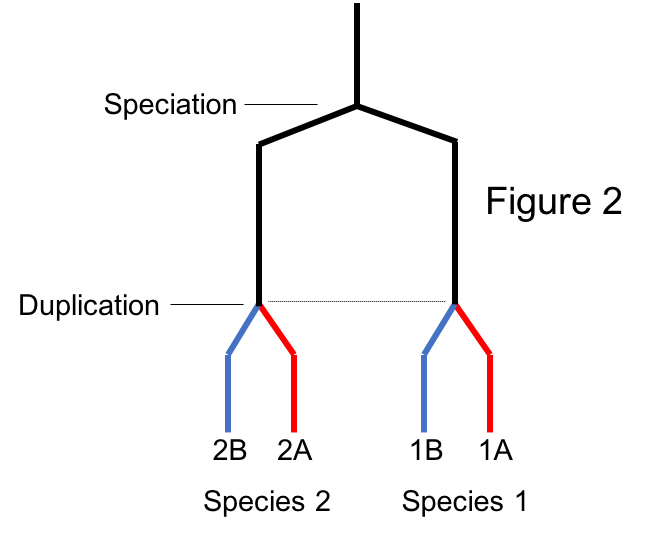 Speciation
Figure 2
Duplication
2B 2A 1B 1A
Species 2 Species 1